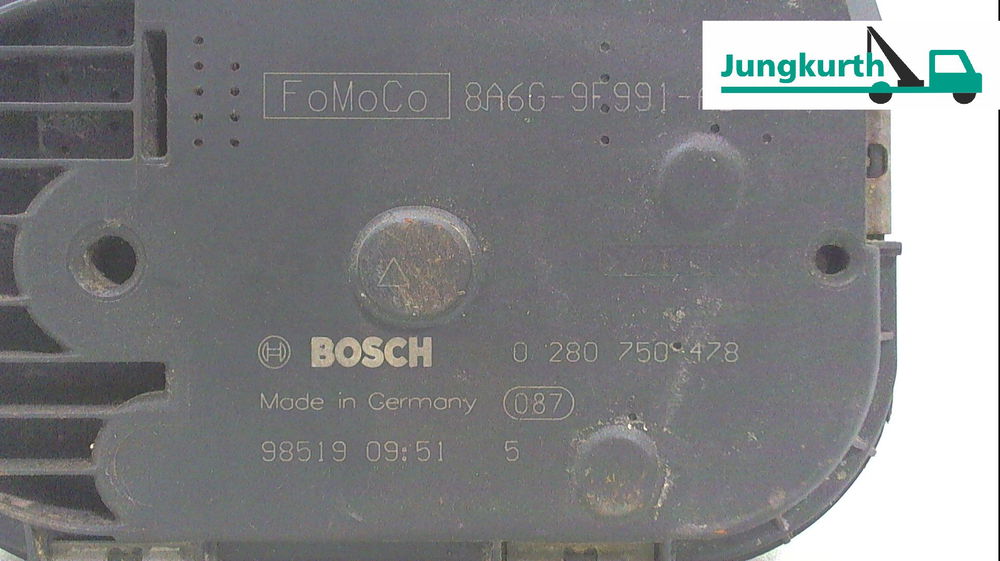 Jungkurth
FoMoCo 8A6G-9F991-A
BOSCH 0 280 750 478
Made in Germany 087
98519 09:51 5